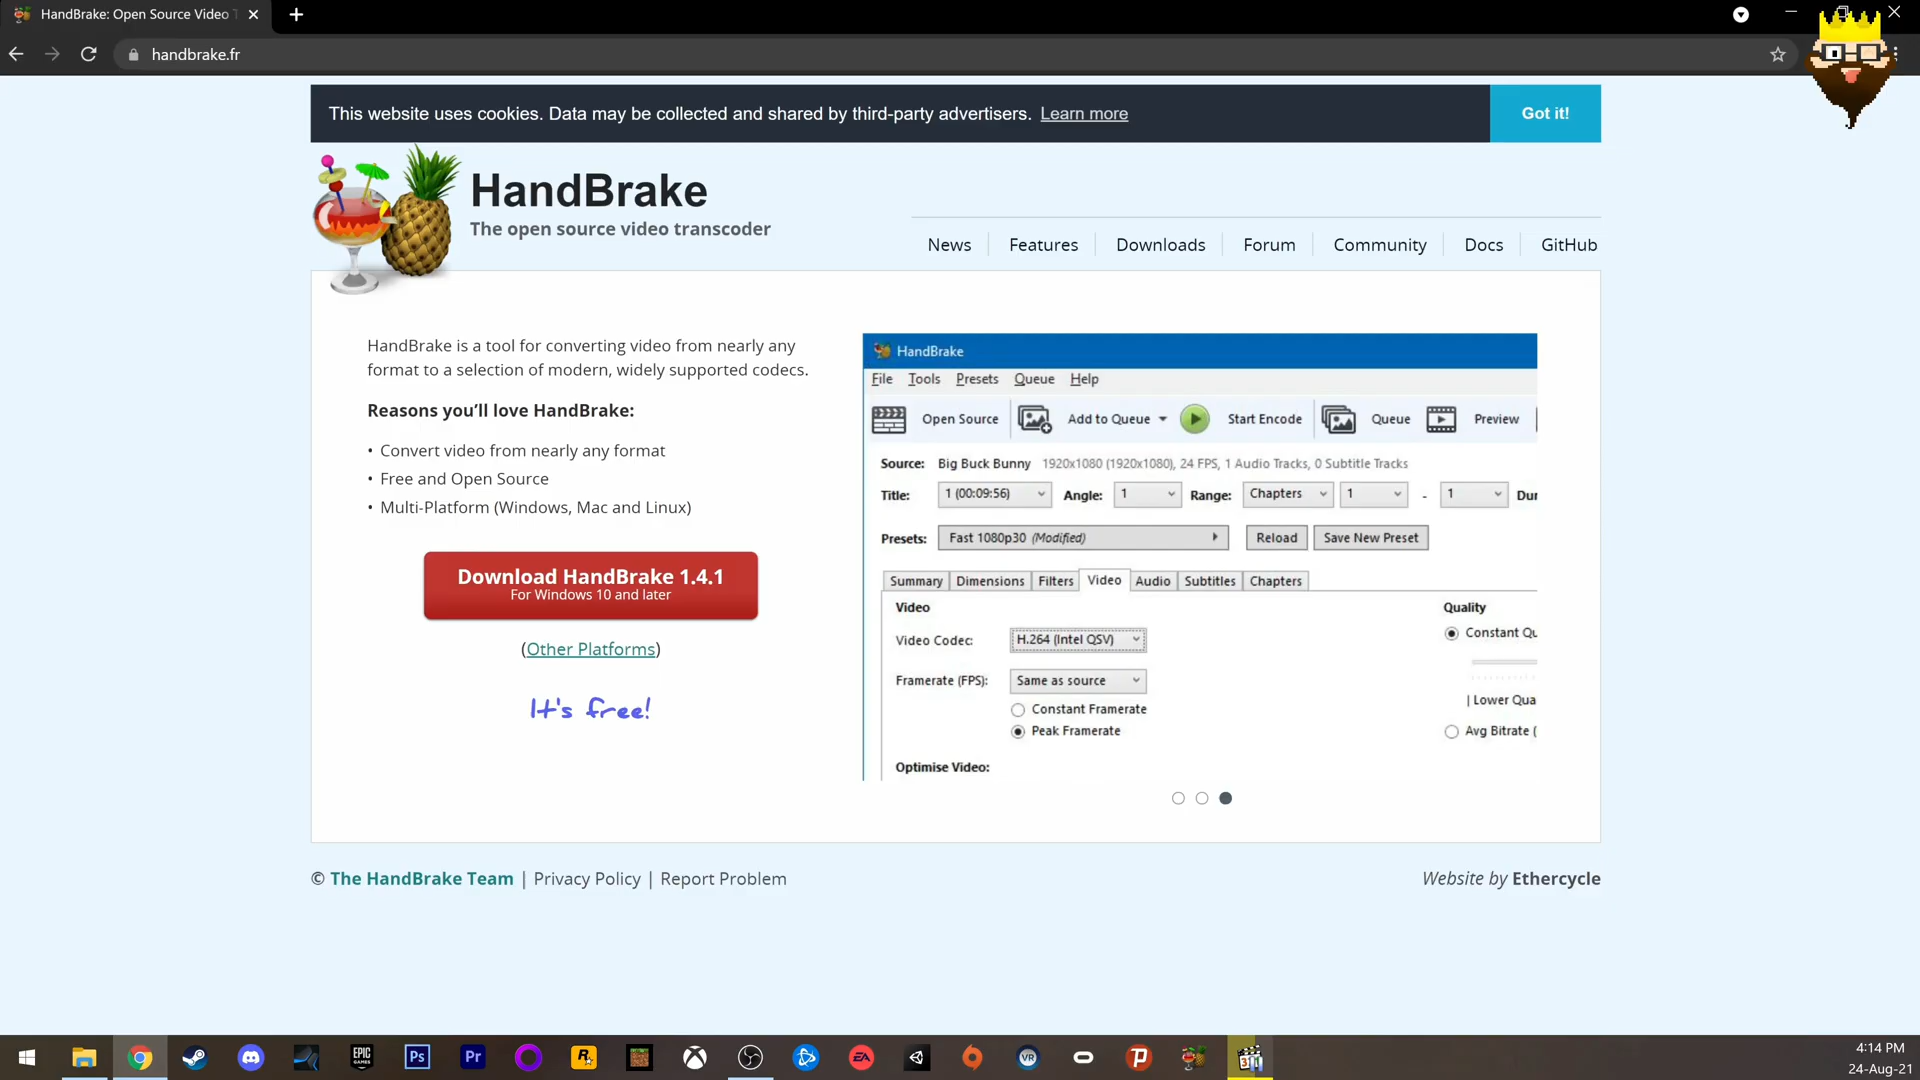 HandBrake: Open Source Video T
handbrake.fr
This website uses cookies. Data may be collected and shared by third-party advertisers. Learn more
Got it!
HandBrake
The open source video transcoder
News
Features
Downloads
Forum
Community
Docs
GitHub
HandBrake is a tool for converting video from nearly any
format to a selection of modern, widely supported codecs.
Reasons you'll love HandBrake:
• Convert video from nearly any format
• Free and Open Source
• Multi-Platform (Windows, Mac and Linux)
Download HandBrake 1.4.1
For Windows 10 and later
(Other Platforms)
It's free!
HandBrake
File Tools Presets Queue Help
Open Source Add to Queue Start Encode Queue Preview
Source: Big Buck Bunny 1920x1080 (1920x1080), 24 FPS, 1 Audio Tracks, 0 Subtitle Tracks
Title: 1 (00:09:56) Angle: 1 Range: Chapters 1 - 1 Dur
Presets: Fast 1080p30 (Modified) Reload Save New Preset
Summary Dimensions Filters Video Audio Subtitles Chapters
Video
Quality
Video Codec: H.264 (Intel QSV)
Constant Qu
Framerate (FPS): Same as source
| Lower Qua
Constant Framerate
Peak Framerate
Avg Bitrate (
Optimise Video:
© The HandBrake Team | Privacy Policy | Report Problem
Website by Ethercycle
EPIC
GAMES
Ps
Pr
R
EA
VR
P
4:14 PM
24-Aug-21